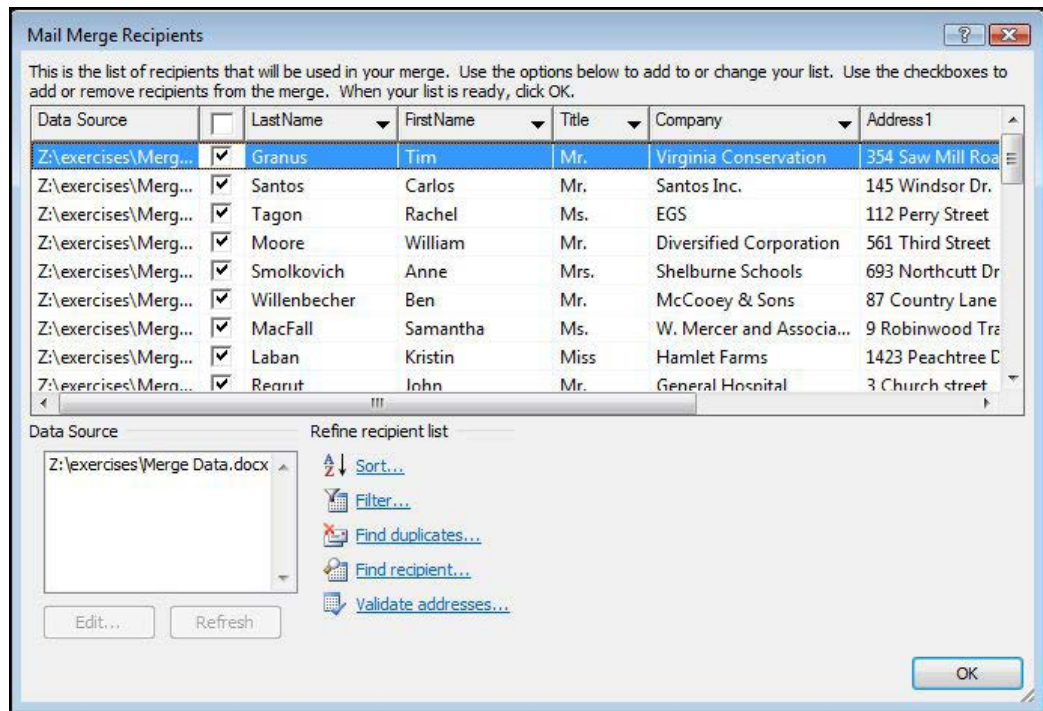 Mail Merge Recipients
This is the list of recipients that will be used in your merge. Use the options below to add to or change your list. Use the checkboxes to
add or remove recipients from the merge. When your list is ready, click OK.
Data Source LastName FirstName Title Company Address1
Z:\exercises\Merg... Granus Tim Mr. Virginia Conservation 354 Saw Mill Roa
Z:\exercises\Merg... Santos Carlos Mr. Santos Inc. 145 Windsor Dr.
Z:\exercises\Merg... Tagon Rachel Ms. EGS 112 Perry Street
Z:\exercises\Merg... Moore William Mr. Diversified Corporation 561 Third Street
Z:\exercises\Merg... Smolkovich Anne Mrs. Shelburne Schools 693 Northcutt Dr
Z:\exercises\Merg... Willenbecher Ben Mr. McCooey & Sons 87 Country Lane
Z:\exercises\Merg... MacFall Samantha Ms. W. Mercer and Associa... 9 Robinwood Tra
Z:\exercises\Merg... Laban Kristin Miss Hamlet Farms 1423 Peachtree D
Z:\exercises\Merg... Regrut John Mr. General Hospital 3 Church street
Data Source Refine recipient list
Z:\exercises\Merge Data.docx
Sort...
Filter...
Find duplicates...
Find recipient...
Validate addresses...
Edit... Refresh
OK